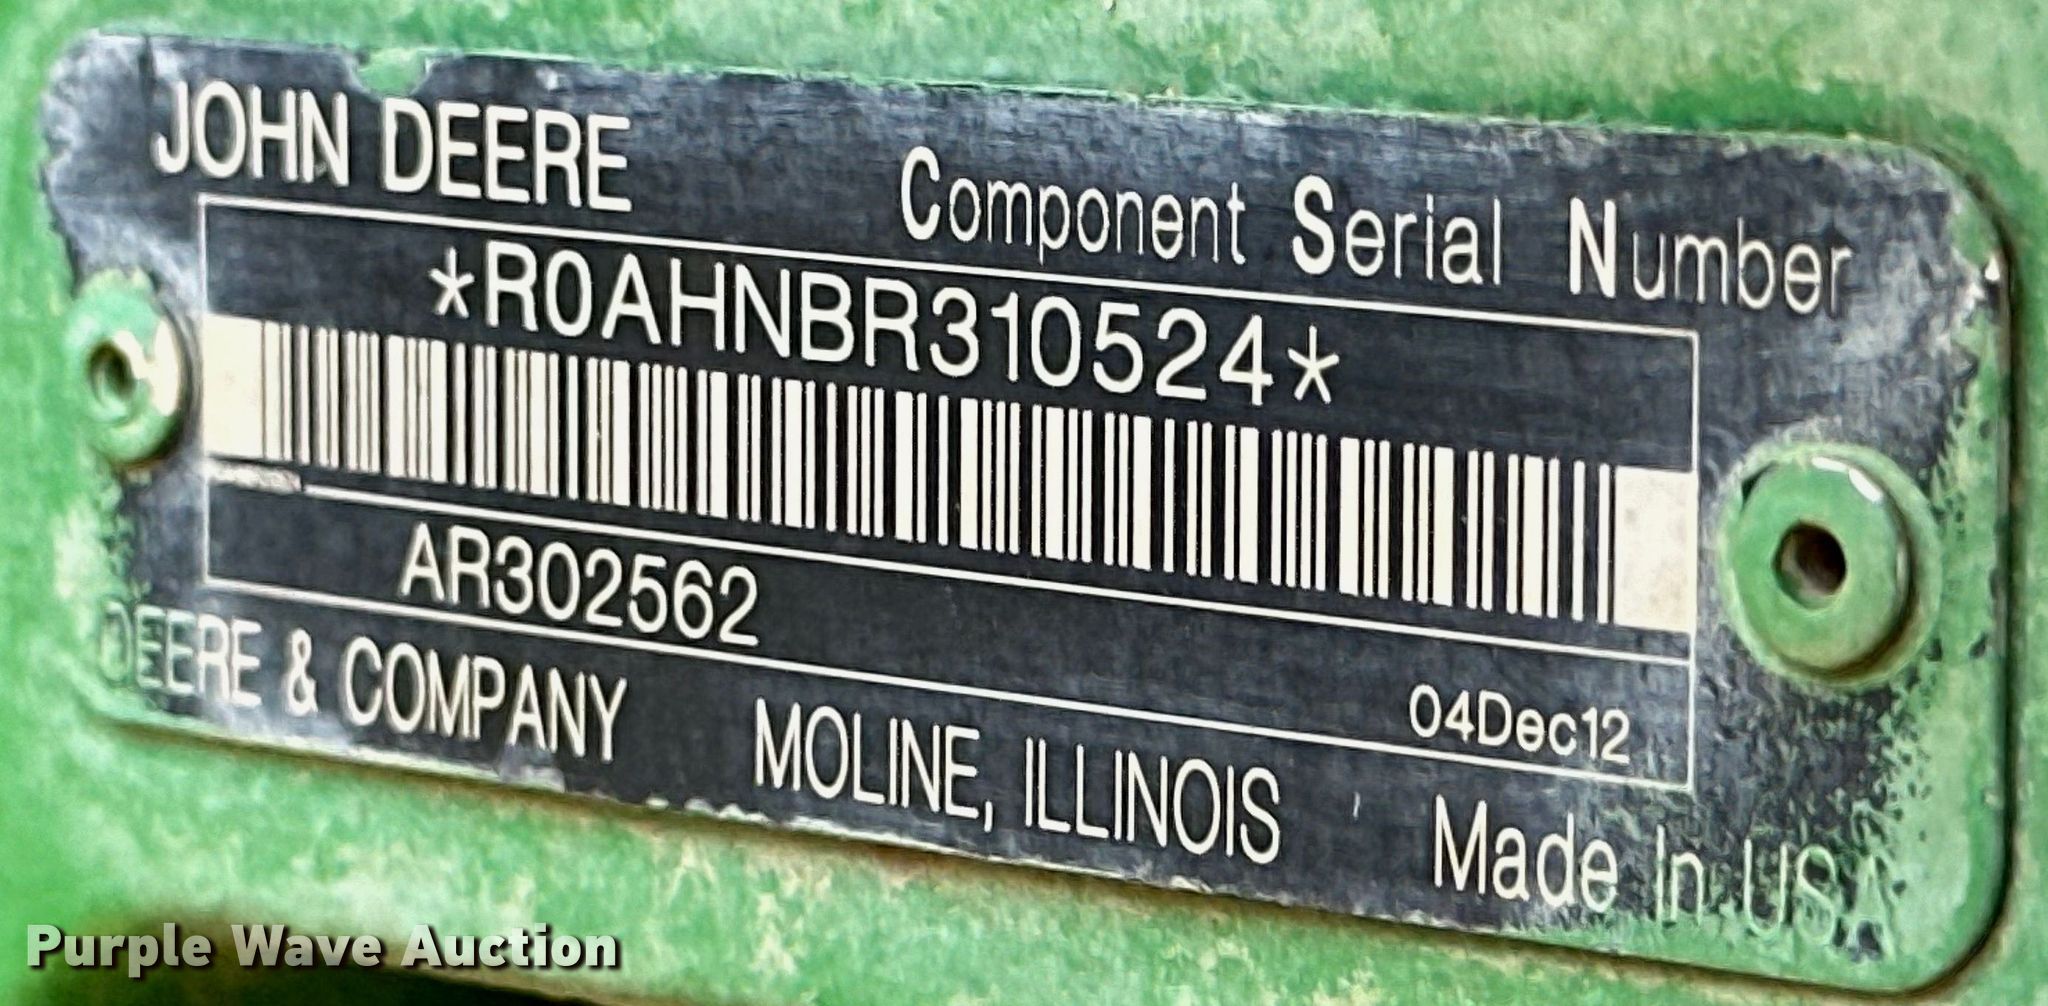 JOHN DEERE
Component Serial Number
*R0AHNBR310524*
AR302562
04Dec12
DEERE & COMPANY MOLINE, ILLINOIS Made In USA
Purple Wave Auction